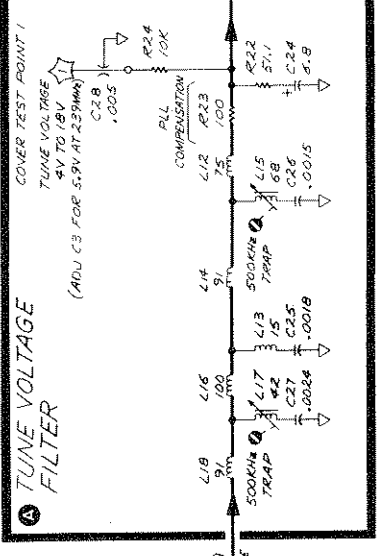 A TUNE VOLTAGE
FILTER
COVER TEST POINT 1
TUNE VOLTAGE
4V TO 18V
(ADJ C3 FOR 5.9V AT 239MHz)
1
C28
.005
R24
10K
PLL
COMPENSATION
L18
91
L16
100
L14
91
L12
75
R23
100
R22
51.1
C24
6.8
+
500KHz
TRAP
L17
42
C27
.0024
L13
15
C25
.0018
500KHz
TRAP
L15
68
C26
.0015